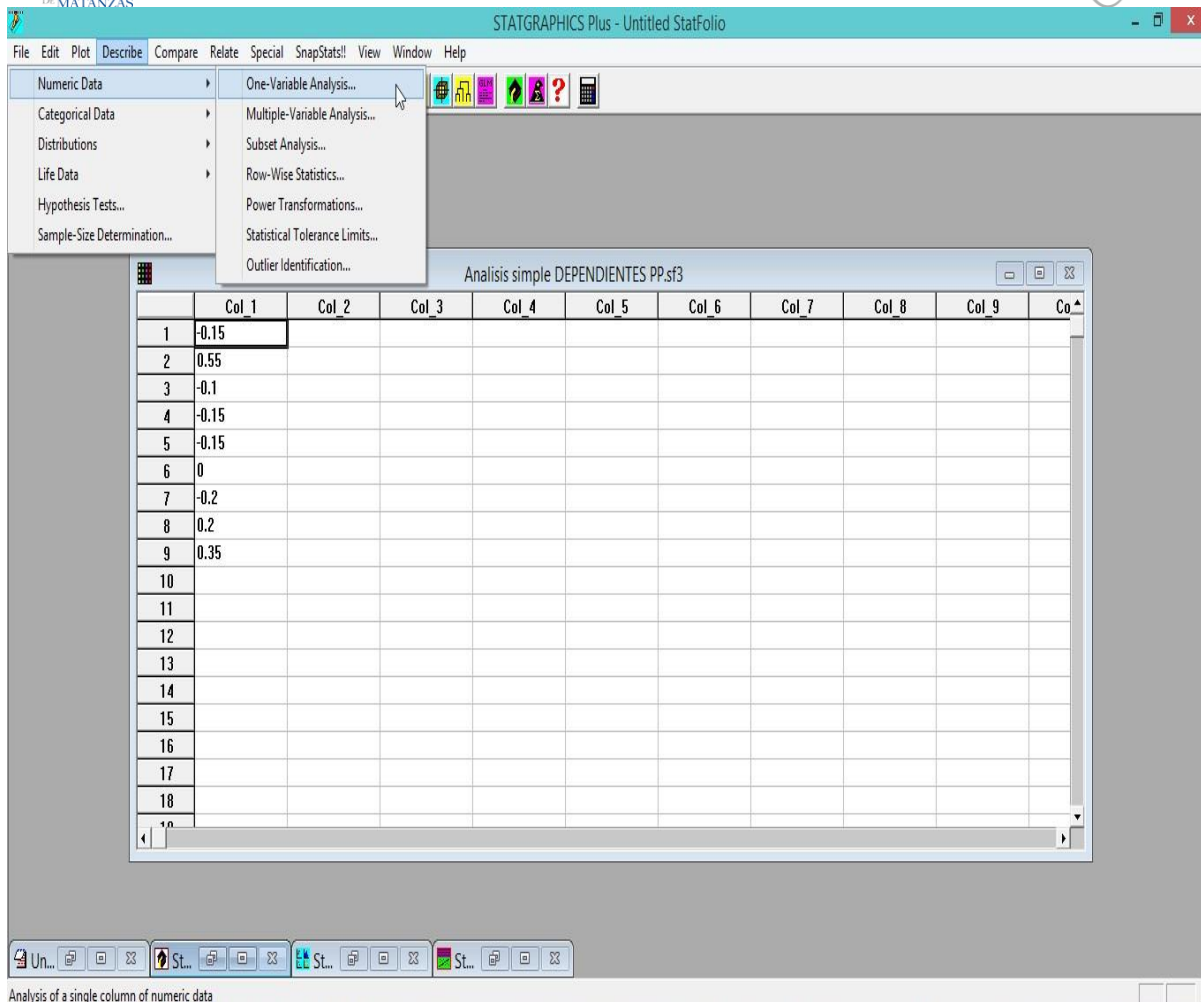 DE MATANZAS
STATGRAPHICS Plus - Untitled StatFolio
File Edit Plot Describe Compare Relate Special SnapStats!! View Window Help
Numeric Data
Categorical Data
Distributions
Life Data
Hypothesis Tests...
Sample-Size Determination...
One-Variable Analysis...
Multiple-Variable Analysis...
Subset Analysis...
Row-Wise Statistics...
Power Transformations...
Statistical Tolerance Limits...
Outlier Identification...
Analisis simple DEPENDIENTES PP.sf3
Col_1 Col_2 Col_3 Col_4 Col_5 Col_6 Col_7 Col_8 Col_9 Co
1 -0.15
2 0.55
3 -0.1
4 -0.15
5 -0.15
6 0
7 -0.2
8 0.2
9 0.35
10
11
12
13
14
15
16
17
18
Un... St... St... St...
Analysis of a single column of numeric data